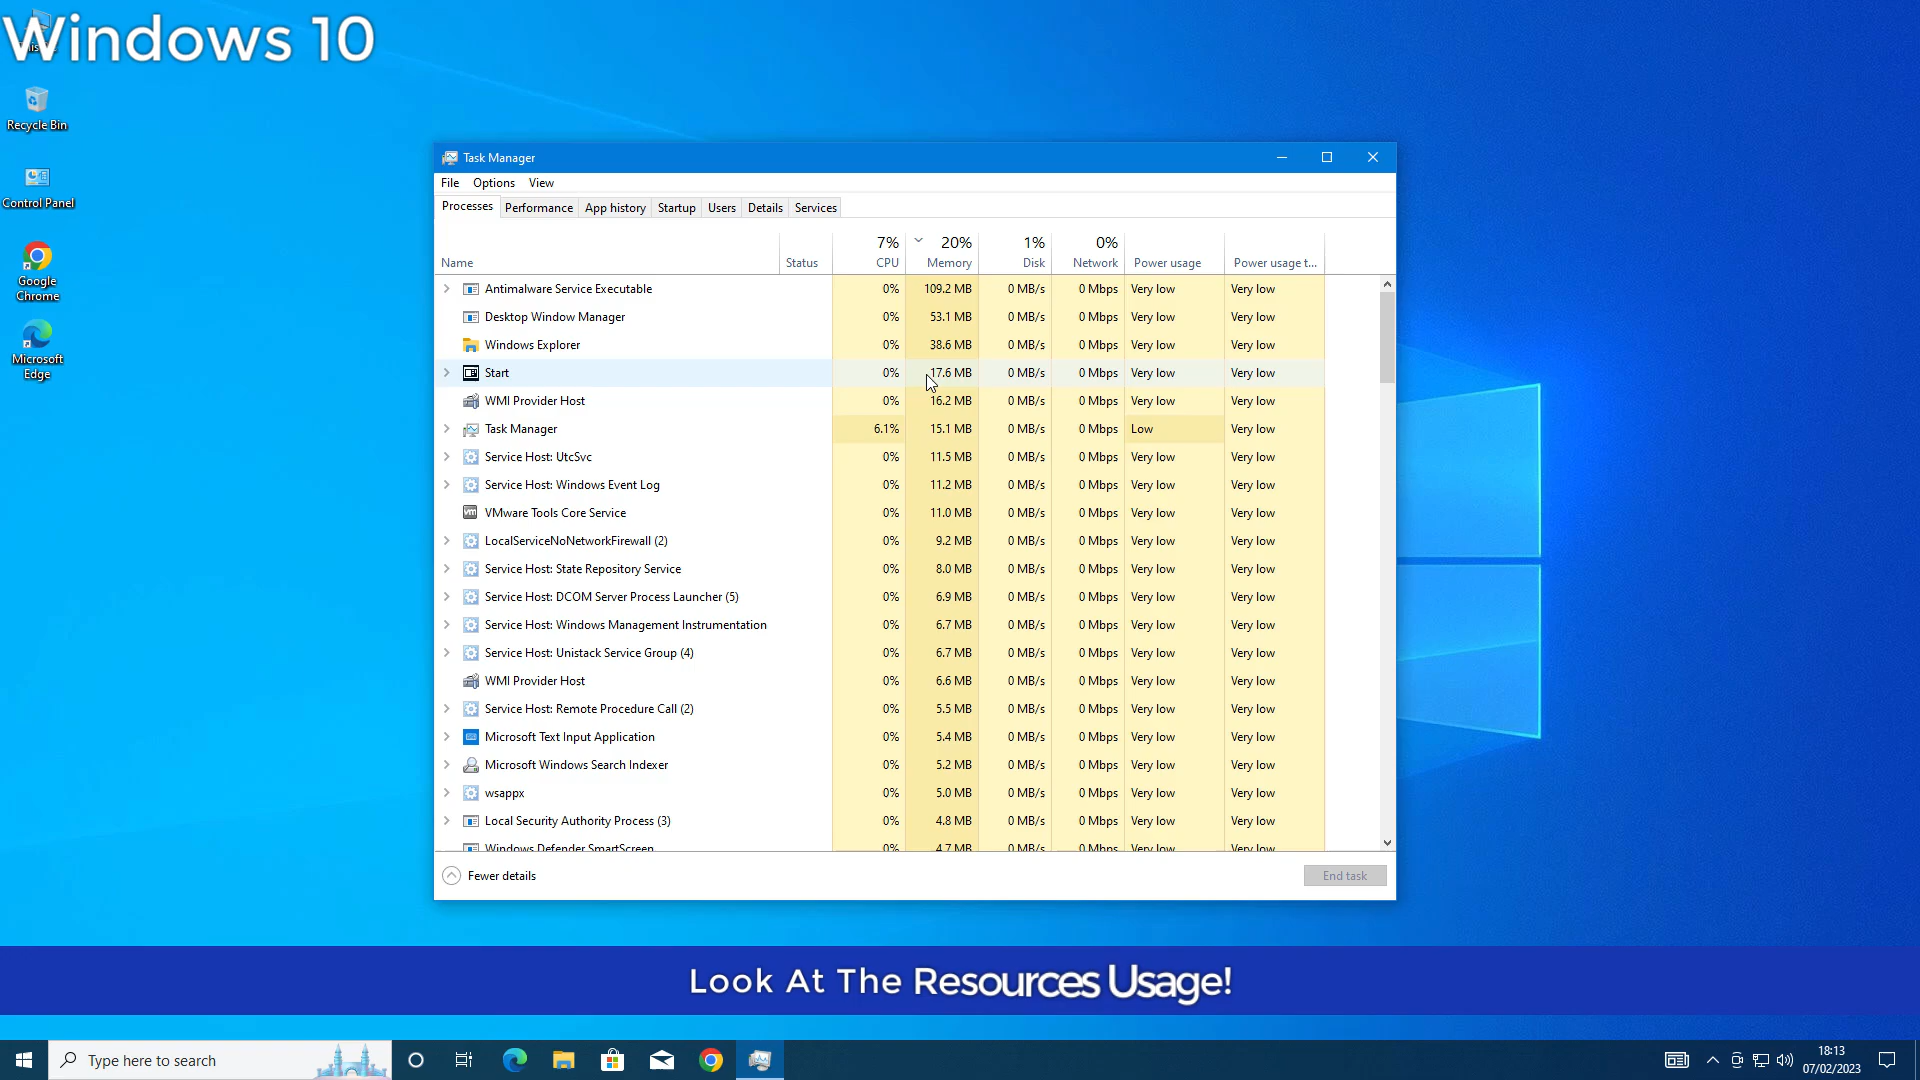 Windows 10
Recycle Bin
Control Panel
Google
Chrome
Microsoft
Edge
Task Manager
File Options View
Processes Performance App history Startup Users Details Services
7% 20% 1% 0%
Name Status CPU Memory Disk Network Power usage Power usage t...
Antimalware Service Executable 0% 109.2 MB 0 MB/s 0 Mbps Very low Very low
Desktop Window Manager 0% 53.1 MB 0 MB/s 0 Mbps Very low Very low
Windows Explorer 0% 38.6 MB 0 MB/s 0 Mbps Very low Very low
Start 0% 17.6 MB 0 MB/s 0 Mbps Very low Very low
WMI Provider Host 0% 16.2 MB 0 MB/s 0 Mbps Very low Very low
Task Manager 6.1% 15.1 MB 0 MB/s 0 Mbps Low Very low
Service Host: UtcSvc 0% 11.5 MB 0 MB/s 0 Mbps Very low Very low
Service Host: Windows Event Log 0% 11.2 MB 0 MB/s 0 Mbps Very low Very low
VMware Tools Core Service 0% 11.0 MB 0 MB/s 0 Mbps Very low Very low
LocalServiceNoNetworkFirewall (2) 0% 9.2 MB 0 MB/s 0 Mbps Very low Very low
Service Host: State Repository Service 0% 8.0 MB 0 MB/s 0 Mbps Very low Very low
Service Host: DCOM Server Process Launcher (5) 0% 6.9 MB 0 MB/s 0 Mbps Very low Very low
Service Host: Windows Management Instrumentation 0% 6.7 MB 0 MB/s 0 Mbps Very low Very low
Service Host: Unistack Service Group (4) 0% 6.7 MB 0 MB/s 0 Mbps Very low Very low
WMI Provider Host 0% 6.6 MB 0 MB/s 0 Mbps Very low Very low
Service Host: Remote Procedure Call (2) 0% 5.5 MB 0 MB/s 0 Mbps Very low Very low
Microsoft Text Input Application 0% 5.4 MB 0 MB/s 0 Mbps Very low Very low
Microsoft Windows Search Indexer 0% 5.2 MB 0 MB/s 0 Mbps Very low Very low
wsappx 0% 5.0 MB 0 MB/s 0 Mbps Very low Very low
Local Security Authority Process (3) 0% 4.8 MB 0 MB/s 0 Mbps Very low Very low
Windows Defender SmartScreen 0% 4.7 MB 0 MB/s 0 Mbps Very low Very low
Fewer details End task
Look At The Resources Usage!
Type here to search
18:13
07/02/2023